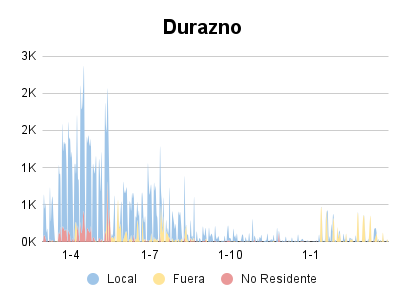 Durazno
3K
2K
2K
1K
1K
0K
1-4 1-7 1-10 1-1
Local Fuera No Residente